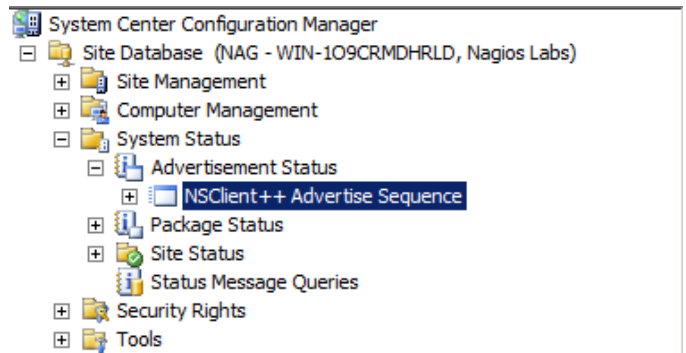 System Center Configuration Manager
Site Database (NAG - WIN-1O9CRMDHRLD, Nagios Labs)
Site Management
Computer Management
System Status
Advertisement Status
NSClient++ Advertise Sequence
Package Status
Site Status
Status Message Queries
Security Rights
Tools